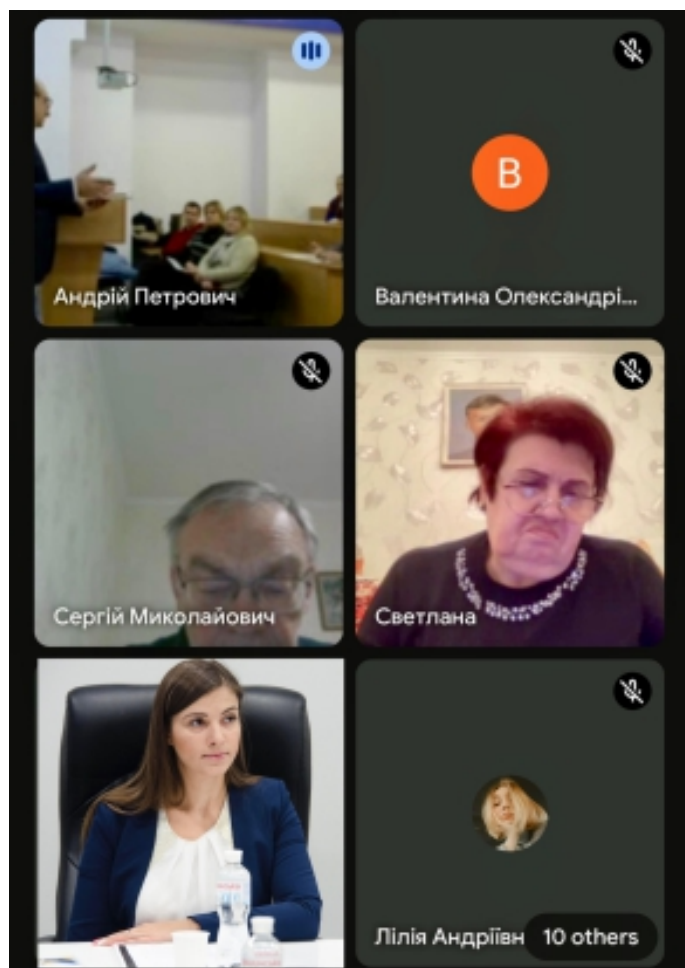 Андрій Петрович
В
Валентина Олександрі...
Сергій Миколайович
Светлана
Лілія Андріївн
10 others